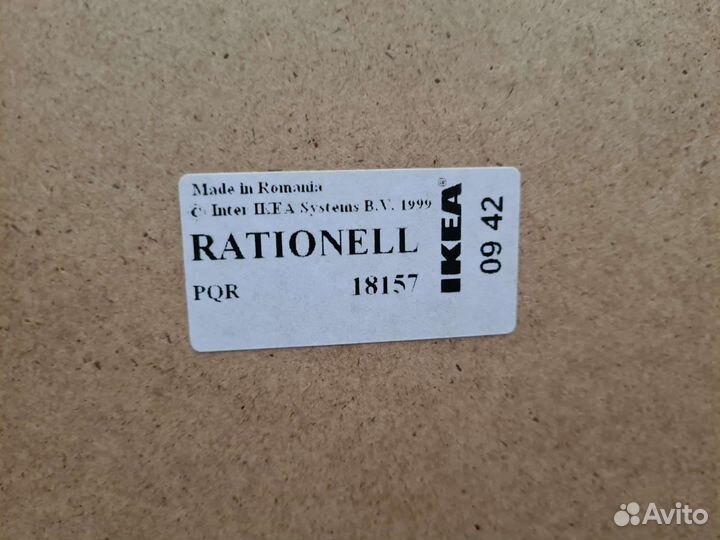 Made in Romania
© Inter IKEA Systems B.V. 1999
RATIONELL
PQR 18157
IKEA®
09 42
Avito